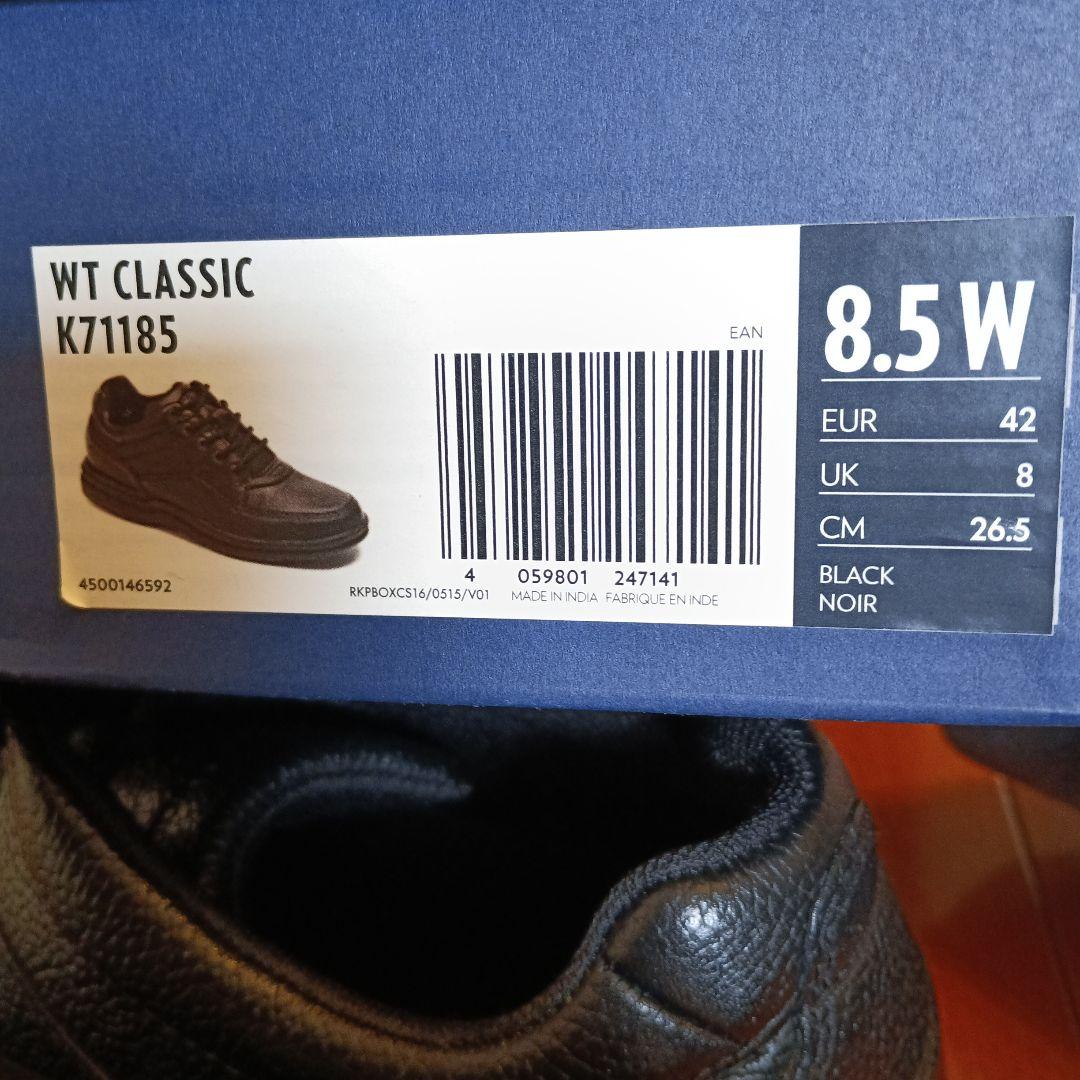 WT CLASSIC
K71185
4500146592
EAN
4 059801 247141
RKPBOXCS16/0515/V01 MADE IN INDIA FABRIQUE EN INDE
8.5 W
EUR 42
UK 8
CM 26.5
BLACK
NOIR